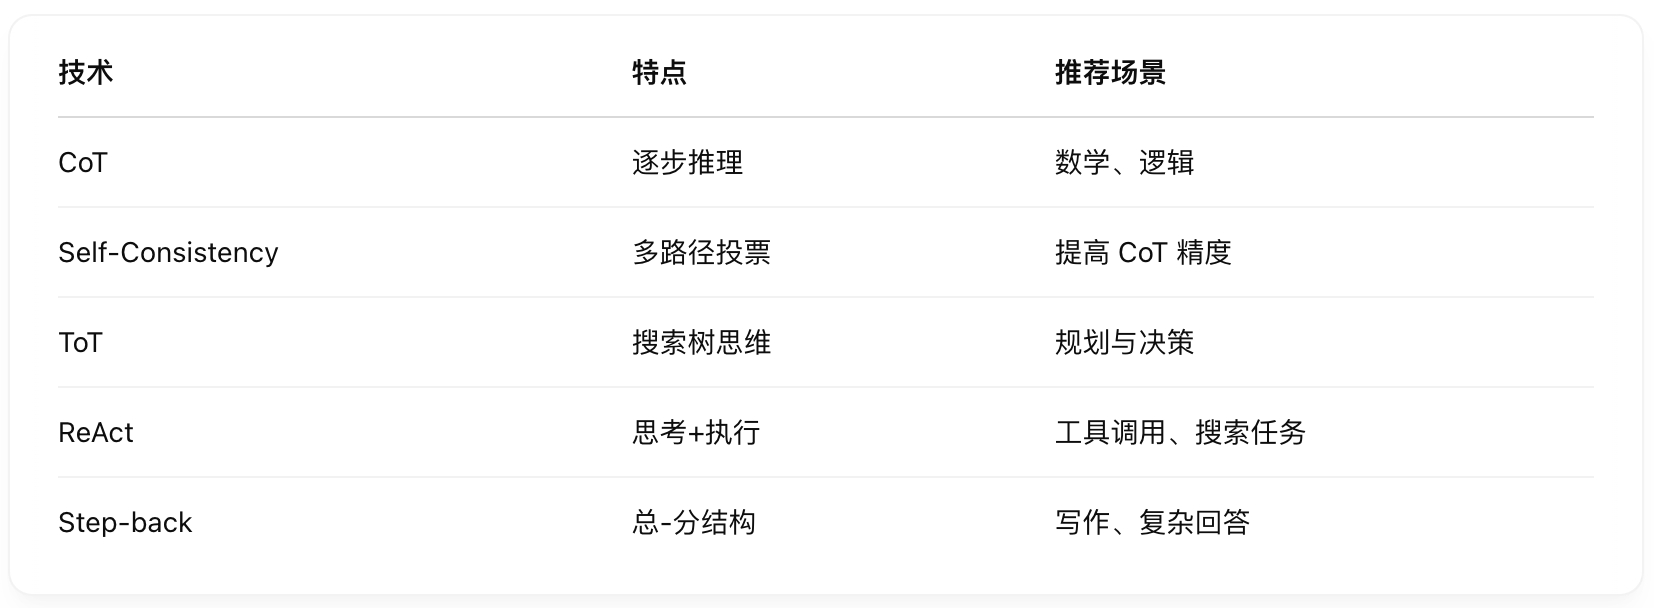 技术 特点 推荐场景
CoT 逐步推理 数学、逻辑
Self-Consistency 多路径投票 提高 CoT 精度
ToT 搜索树思维 规划与决策
ReAct 思考+执行 工具调用、搜索任务
Step-back 总-分结构 写作、复杂回答